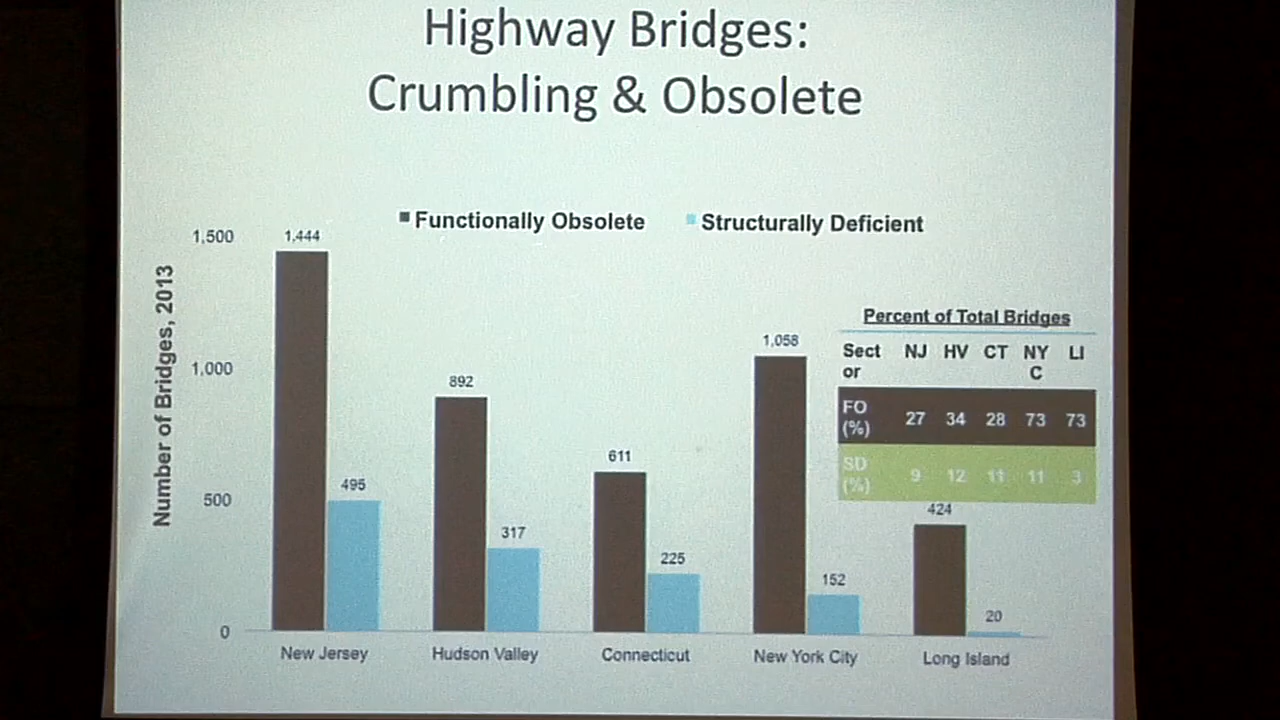 Highway Bridges:
Crumbling & Obsolete
Functionally Obsolete
Structurally Deficient
Number of Bridges, 2013
1,500
1,000
500
0
1,444
495
892
317
611
225
1,058
152
424
20
New Jersey
Hudson Valley
Connecticut
New York City
Long Island
Percent of Total Bridges
Sect
or
NJ HV CT NY
C
LI
FO
(%)
27 34 28 73 73
SD
(%)
9 12 11 11 3